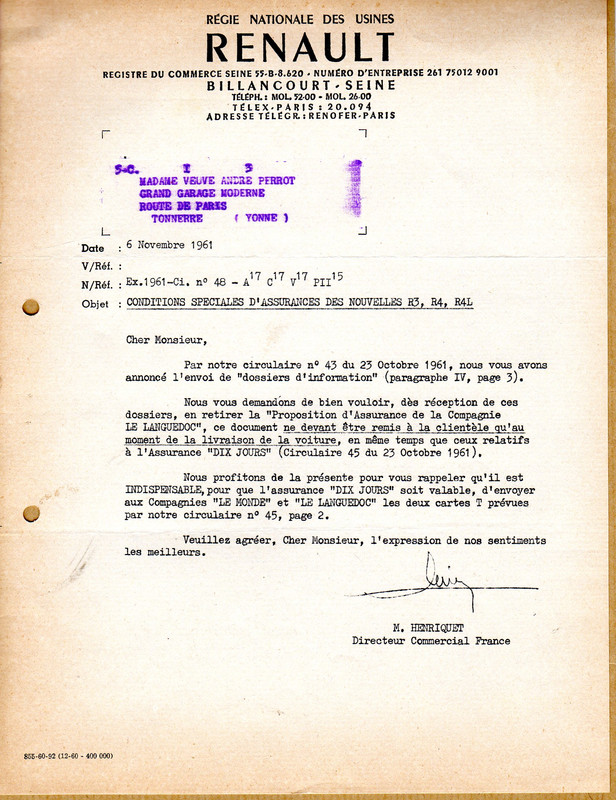 RÉGIE NATIONALE DES USINES
RENAULT
REGISTRE DU COMMERCE SEINE 55-B-8.620 - NUMÉRO D'ENTREPRISE 261 75012 9001
BILLANCOURT - SEINE
TÉLÉPH.: MOL. 52-00 - MOL. 26-00
TÉLEX-PARIS : 20.094
ADRESSE TÉLÉGR.: RENOFER-PARIS
S.C. I 3
MADAME VEUVE ANDRE PERROT
GRAND GARAGE MODERNE
ROUTE DE PARIS
TONNERRE ( YONNE )
Date : 6 Novembre 1961
V/Réf. :
N/Réf. : Ex.1961-Ci. n° 48 - A17 C17 V17 PII15
Objet : CONDITIONS SPECIALES D'ASSURANCES DES NOUVELLES R3, R4, R4L
Cher Monsieur,
Par notre circulaire n° 43 du 23 Octobre 1961, nous vous avons
annoncé l'envoi de "dossiers d'information" (paragraphe IV, page 3).
Nous vous demandons de bien vouloir, dès réception de ces
dossiers, en retirer la "Proposition d'Assurance de la Compagnie
LE LANGUEDOC", ce document ne devant être remis à la clientèle qu'au
moment de la livraison de la voiture, en même temps que ceux relatifs
à l'Assurance "DIX JOURS" (Circulaire 45 du 23 Octobre 1961).
Nous profitons de la présente pour vous rappeler qu'il est
INDISPENSABLE, pour que l'assurance "DIX JOURS" soit valable, d'envoyer
aux Compagnies "LE MONDE" et "LE LANGUEDOC" les deux cartes T prévues
par notre circulaire n° 45, page 2.
Veuillez agréer, Cher Monsieur, l'expression de nos sentiments
les meilleurs.
M. HENRIQUET
Directeur Commercial France
S55-60-92 (12-60 - 400 000)